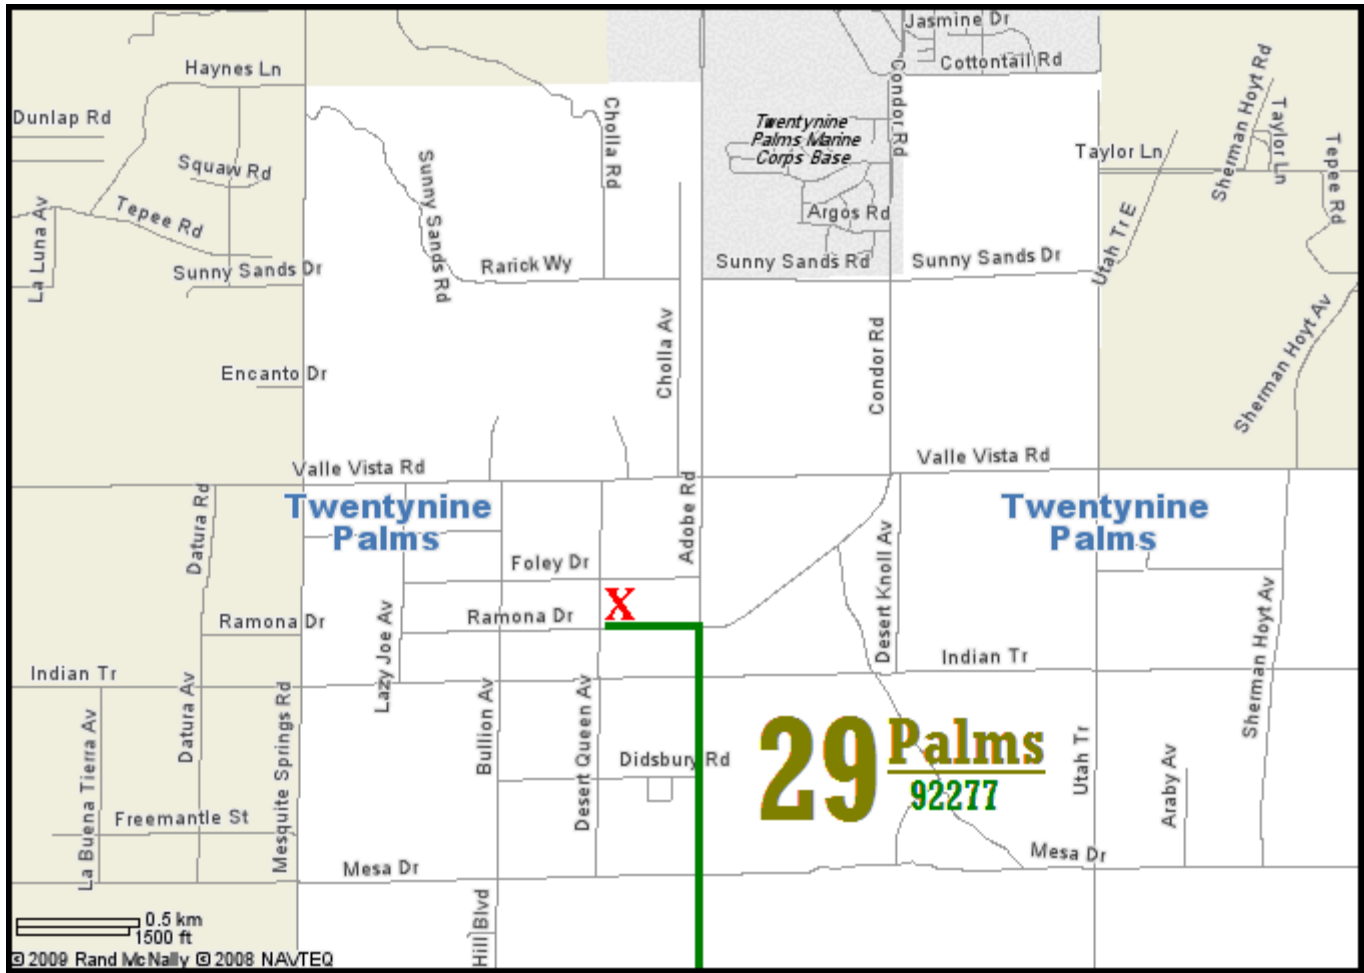 Jasmine Dr
Cottontail Rd
Haynes Ln
Condor Rd
Sherman Hoyt Rd
Dunlap Rd
Cholla Rd
Twentynine
Palms Marine
Corps Base
Taylor Ln
Taylor Ln
Tepee Rd
Squaw Rd
Sunny Sands Rd
Tepee Rd
La Luna Av
Argos Rd
Utah Tr E
Sunny Sands Dr
Rarick Wy
Sunny Sands Rd
Sunny Sands Dr
Encanto Dr
Cholla Av
Condor Rd
Sherman Hoyt Av
Valle Vista Rd
Valle Vista Rd
Datura Rd
Twentynine
Palms
Adobe Rd
Twentynine
Palms
Foley Dr
Desert Knoll Av
X
Ramona Dr
Lazy Joe Av
Ramona Dr
Sherman Hoyt Av
Indian Tr
Indian Tr
La Buena Tierra Av
Datura Av
Mesquite Springs Rd
Bullion Av
Desert Queen Av
Didsbury Rd
29 Palms
92277
Utah Tr
Araby Av
Freemantle St
Mesa Dr
Mesa Dr
Hill Blvd
0.5 km
1500 ft
© 2009 Rand McNally © 2008 NAVTEQ